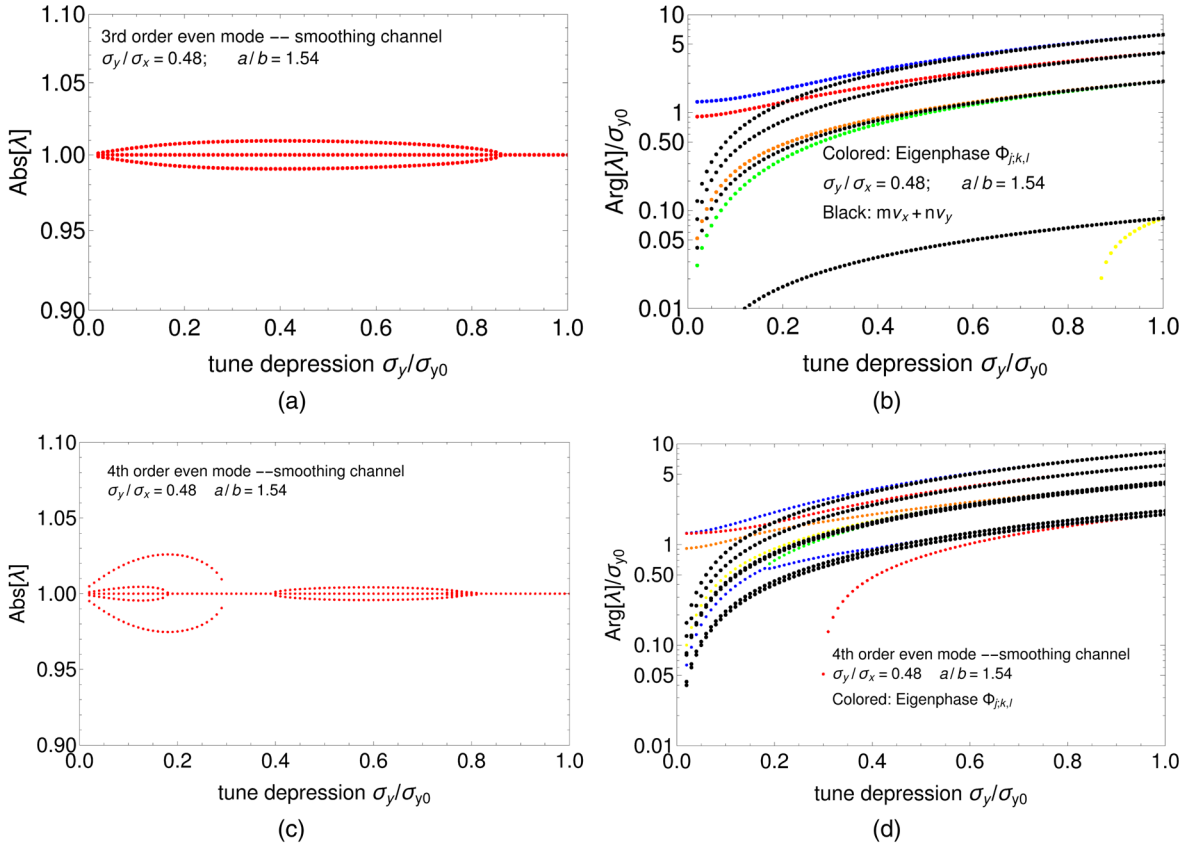 1.10
1.05
1.00
0.95
0.90
Abs[λ]
3rd order even mode −− smoothing channel
σy/σx = 0.48; a/b = 1.54
0.0 0.2 0.4 0.6 0.8 1.0
tune depression σy/σy0
(a)
10
5
1
0.50
0.10
0.05
0.01
Arg[λ]/σy0
Colored: Eigenphase Φj;k,l
σy/σx = 0.48; a/b = 1.54
Black: mνx + nνy
0.0 0.2 0.4 0.6 0.8 1.0
tune depression σy/σy0
(b)
1.10
1.05
1.00
0.95
0.90
Abs[λ]
4th order even mode −−smoothing channel
σy/σx = 0.48 a/b = 1.54
0.0 0.2 0.4 0.6 0.8 1.0
tune depression σy/σy0
(c)
10
5
1
0.50
0.10
0.05
0.01
Arg[λ]/σy0
4th order even mode −−smoothing channel
σy/σx = 0.48 a/b = 1.54
Colored: Eigenphase Φj;k,l
0.0 0.2 0.4 0.6 0.8 1.0
tune depression σy/σy0
(d)